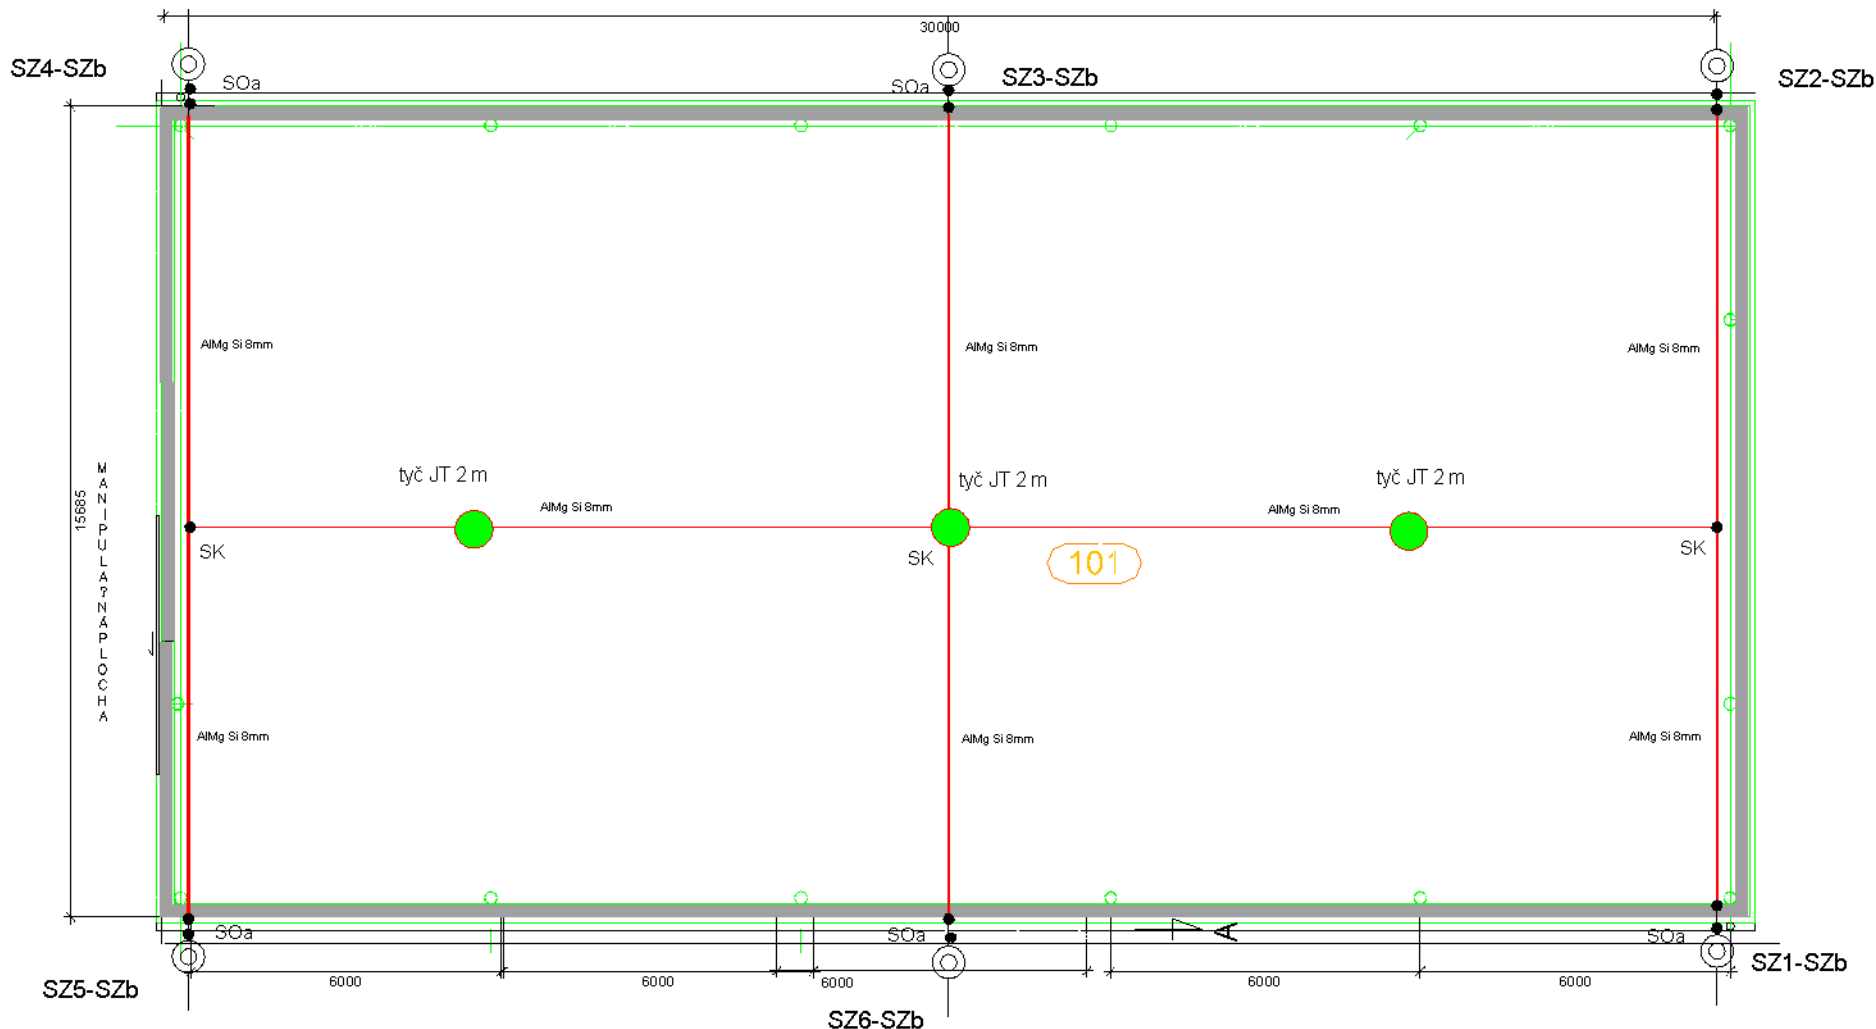 30000
SZ4-SZb
SOa
SOa
SZ3-SZb
SZ2-SZb
AlMg Si 8mm
AlMg Si 8mm
AlMg Si 8mm
tyč JT 2 m
tyč JT 2 m
tyč JT 2 m
AlMg Si 8mm
AlMg Si 8mm
15685
MANIPULA?NÁPLOCHA
SK
SK
SK
101
AlMg Si 8mm
AlMg Si 8mm
AlMg Si 8mm
SOa
SOa
A
SOa
SZ5-SZb
6000
6000
6000
6000
6000
SZ1-SZb
SZ6-SZb